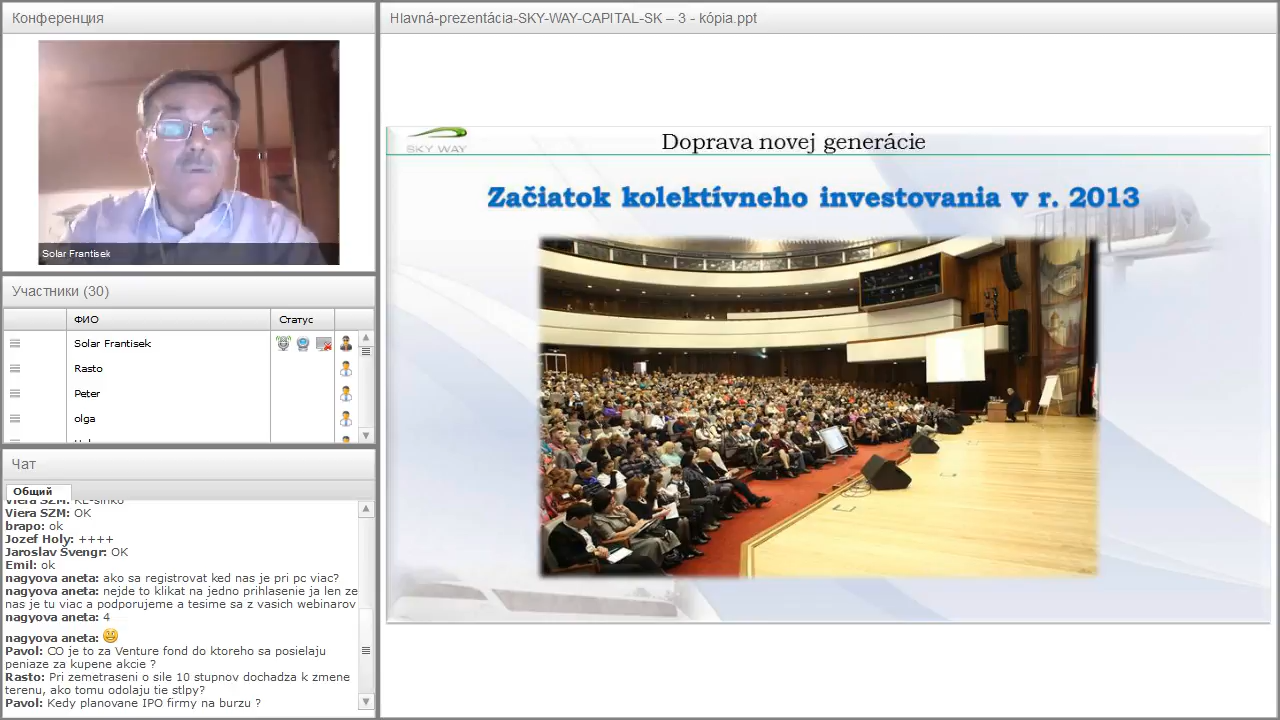 Конференция
Solar Frantisek
Участники (30)
ФИО
Статус
Solar Frantisek
Rasto
Peter
olga
Чат
Общий
Viera SZM:
Viera SZM: OK
brapo: ok
Jozef Holy: ++++
Jaroslav Švengr: OK
Emil: ok
nagyova aneta: ako sa registrovat ked nas je pri pc viac?
nagyova aneta: nejde to klikat na jedno prihlasenie ja len ze
nas je tu viac a podporujeme a tesime sa z vasich webinarov
nagyova aneta: 4
nagyova aneta:
Pavol: CO je to za Venture fond do ktoreho sa posielaju
peniaze za kupene akcie ?
Rasto: Pri zemetraseni o sile 10 stupnov dochadza k zmene
terenu, ako tomu odolaju tie stlpy?
Pavol: Kedy planovane IPO firmy na burzu ?
Hlavná-prezentácia-SKY-WAY-CAPITAL-SK – 3 - kópia.ppt
SKY WAY
Doprava novej generácie
Začiatok kolektívneho investovania v r. 2013